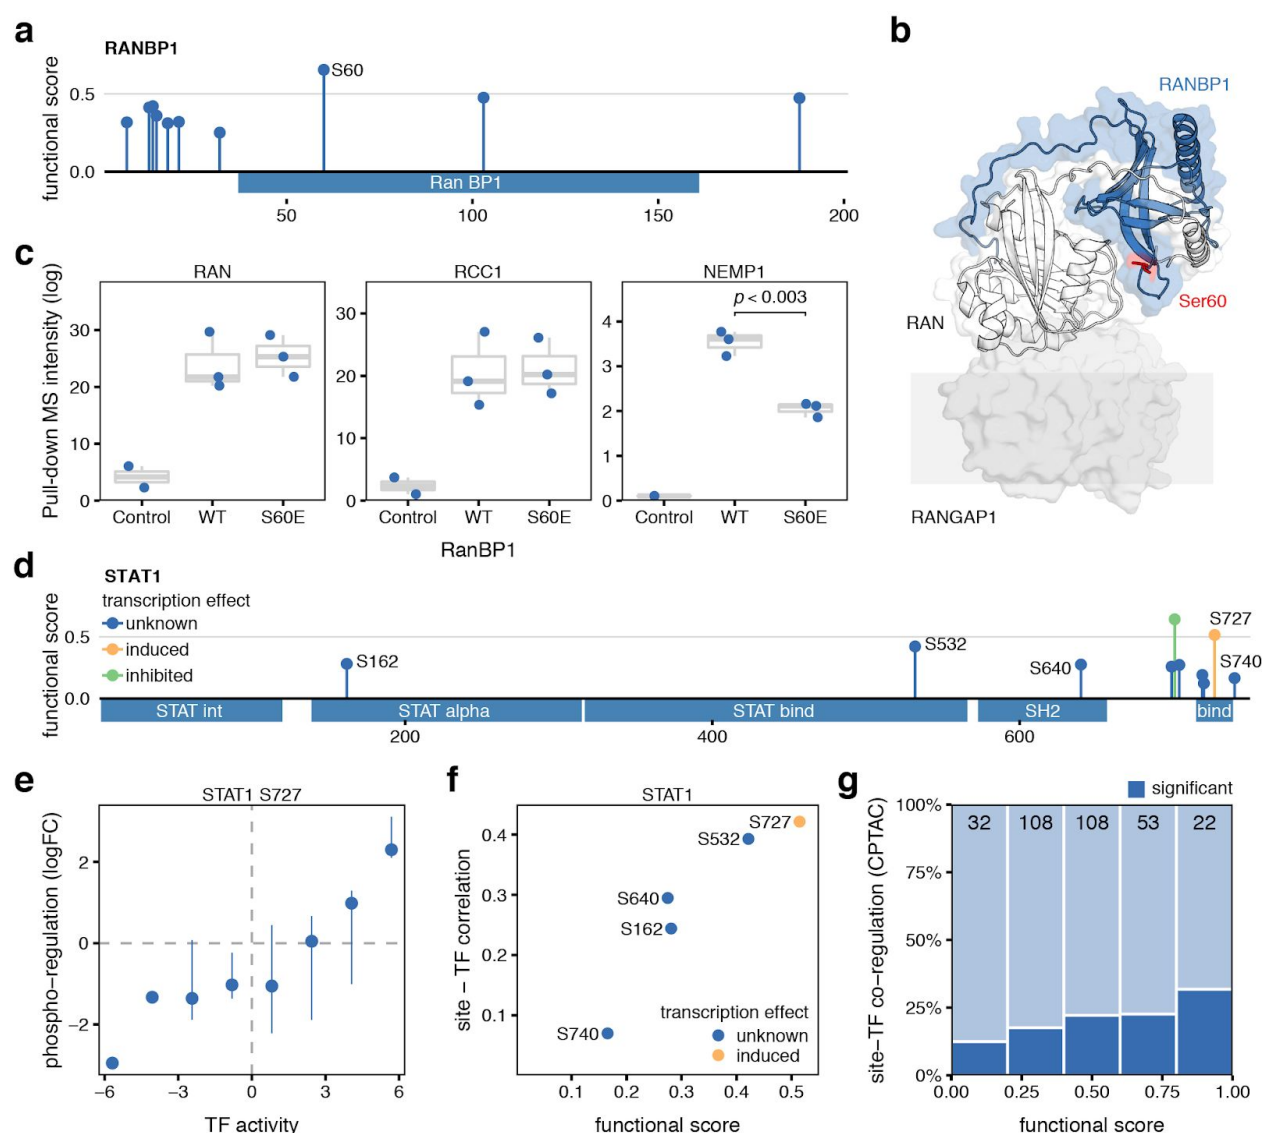 a
RANBP1
functional score
0.5
0.0
S60
Ran BP1
50
100
150
200
b
RANBP1
RAN
Ser60
RANGAP1
c
Pull-down MS intensity (log)
RAN
30
20
10
0
Control
WT
S60E
RCC1
30
20
10
0
Control
WT
S60E
NEMP1
p < 0.003
4
3
2
1
0
Control
WT
S60E
RanBP1
d
STAT1
transcription effect
unknown
induced
inhibited
functional score
0.5
0.0
S162
S532
S640
S727
S740
STAT int
STAT alpha
STAT bind
SH2
bind
200
400
600
e
STAT1 S727
phospho−regulation (logFC)
2
0
−2
−6
−3
0
3
6
TF activity
f
STAT1
site − TF correlation
0.4
0.3
0.2
0.1
S727
S532
S640
S162
S740
transcription effect
unknown
induced
0.1
0.2
0.3
0.4
0.5
functional score
g
significant
site−TF co−regulation (CPTAC)
100%
75%
50%
25%
0%
32
108
108
53
22
0.00
0.25
0.50
0.75
1.00
functional score